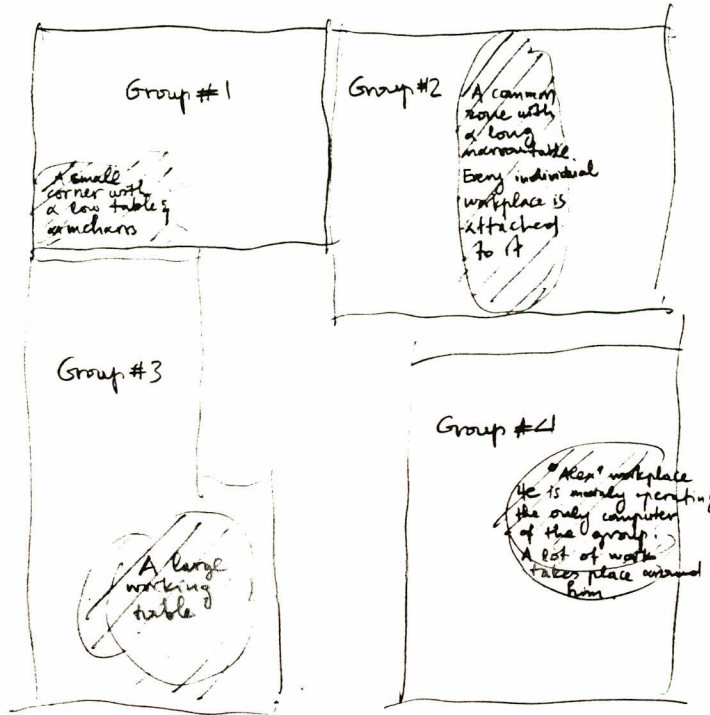 Group #1
A small
corner with
a low table &
armchairs
Group #2
A common
zone with
a long
narrow table.
Every individual
workplace is
attached
to it
Group #3
A large
working
table
Group #4
"Alex" workplace
He is mainly operating
the only computer
of the group.
A lot of work
takes place around
him